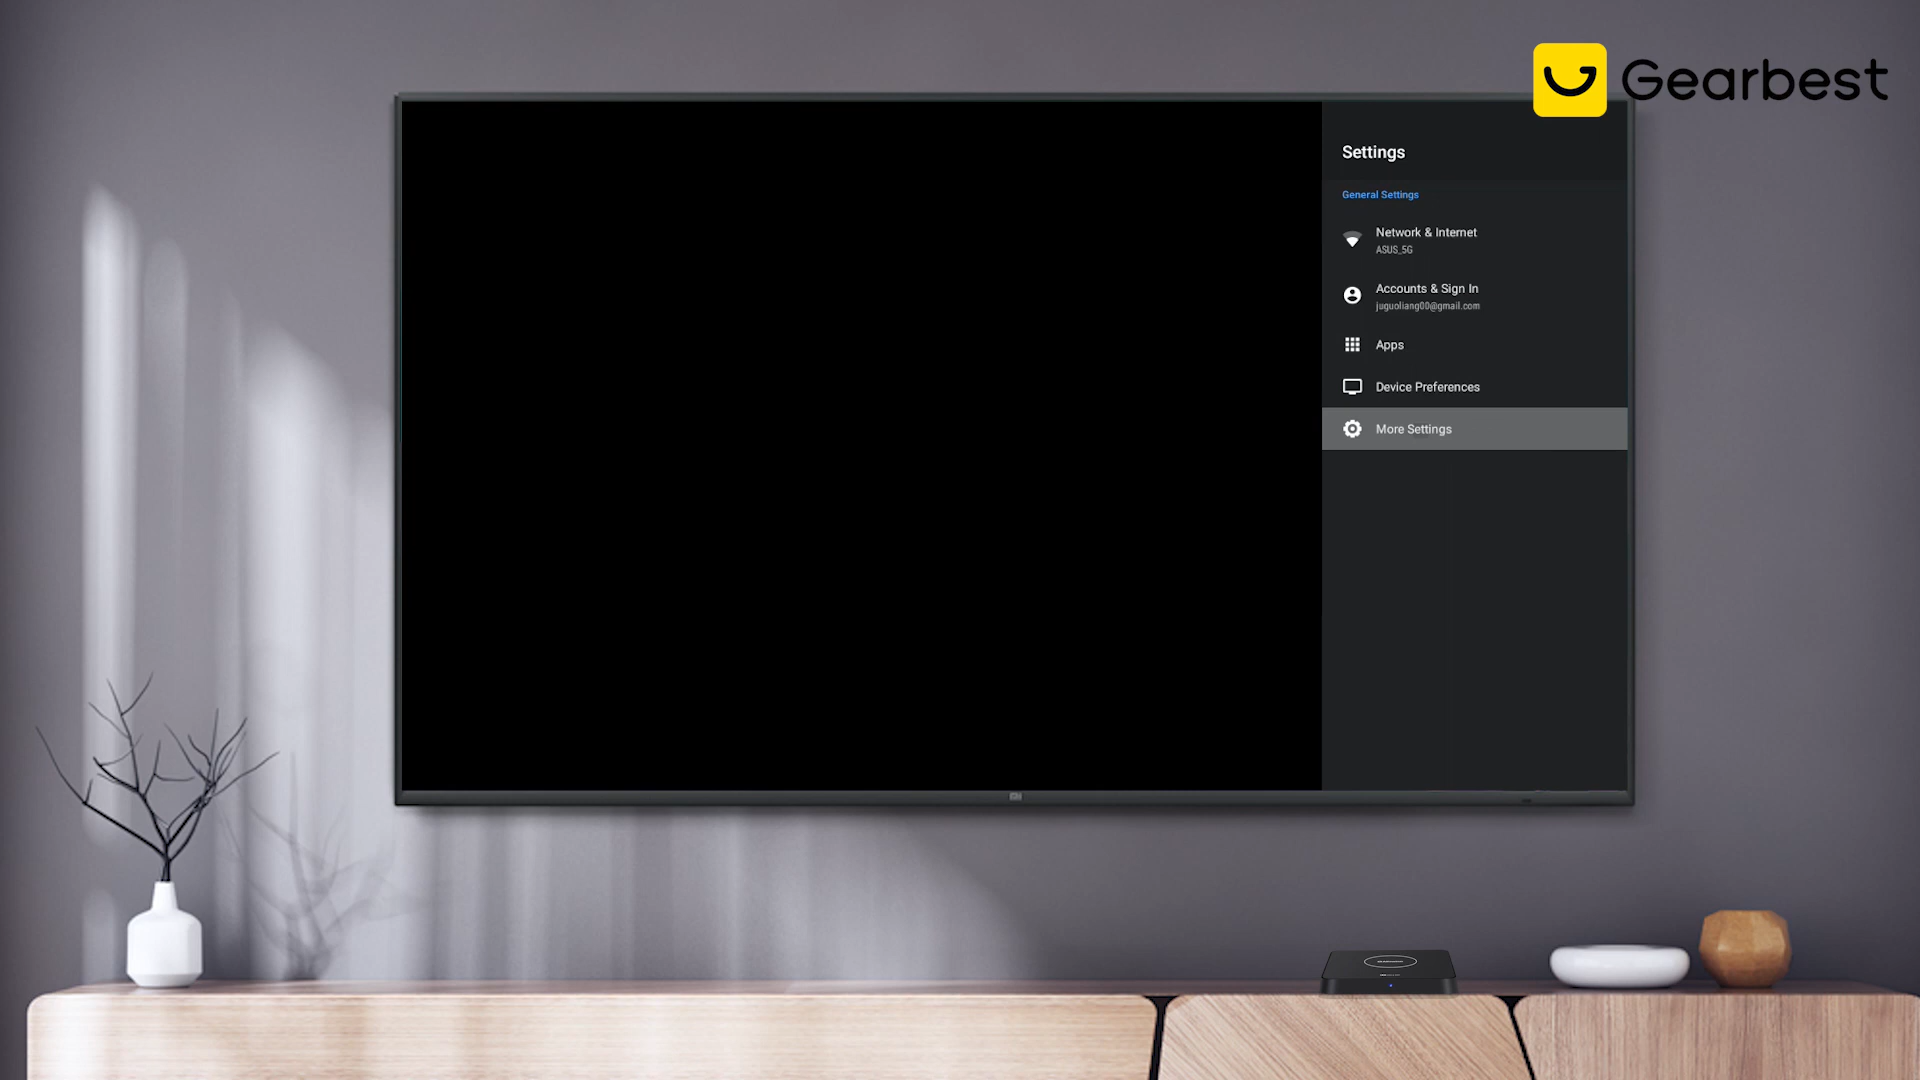 Gearbest
Settings
General Settings
Network & Internet
ASUS_5G
Accounts & Sign In
juguoliang00@gmail.com
Apps
Device Preferences
More Settings